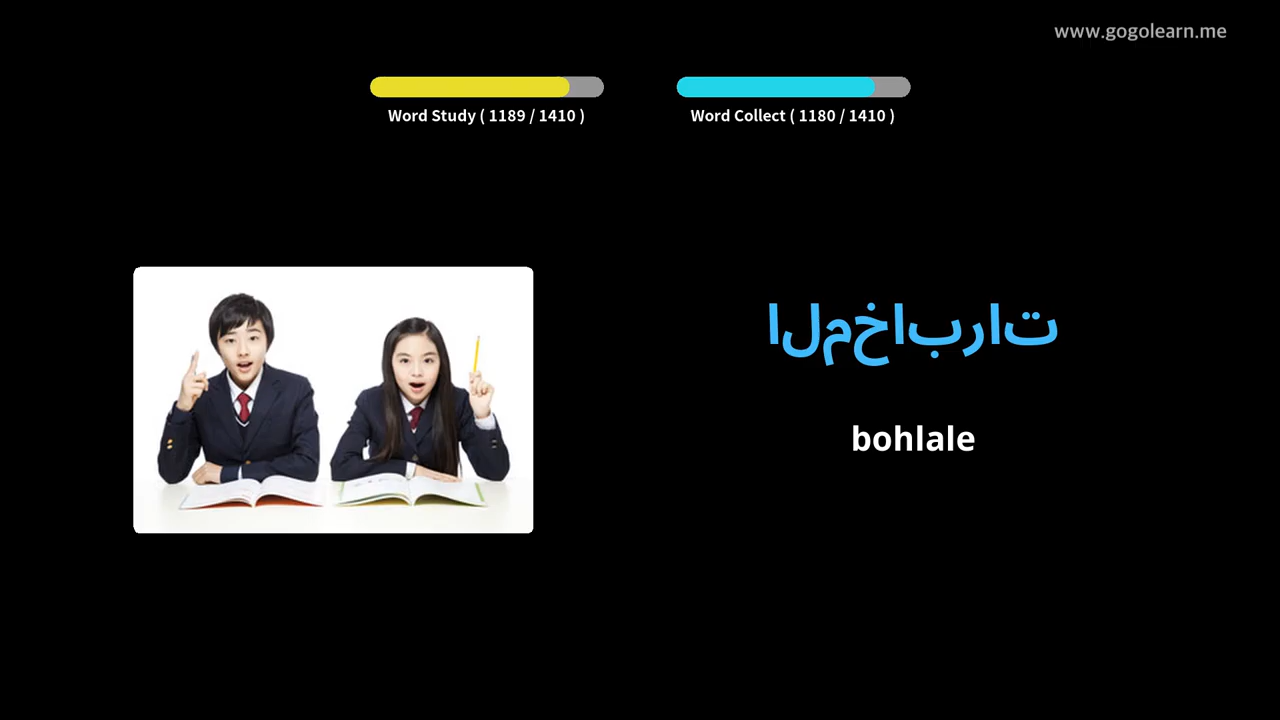 www.gogolearn.me
Word Study ( 1189 / 1410 )
Word Collect ( 1180 / 1410 )
المخابرات
bohlale